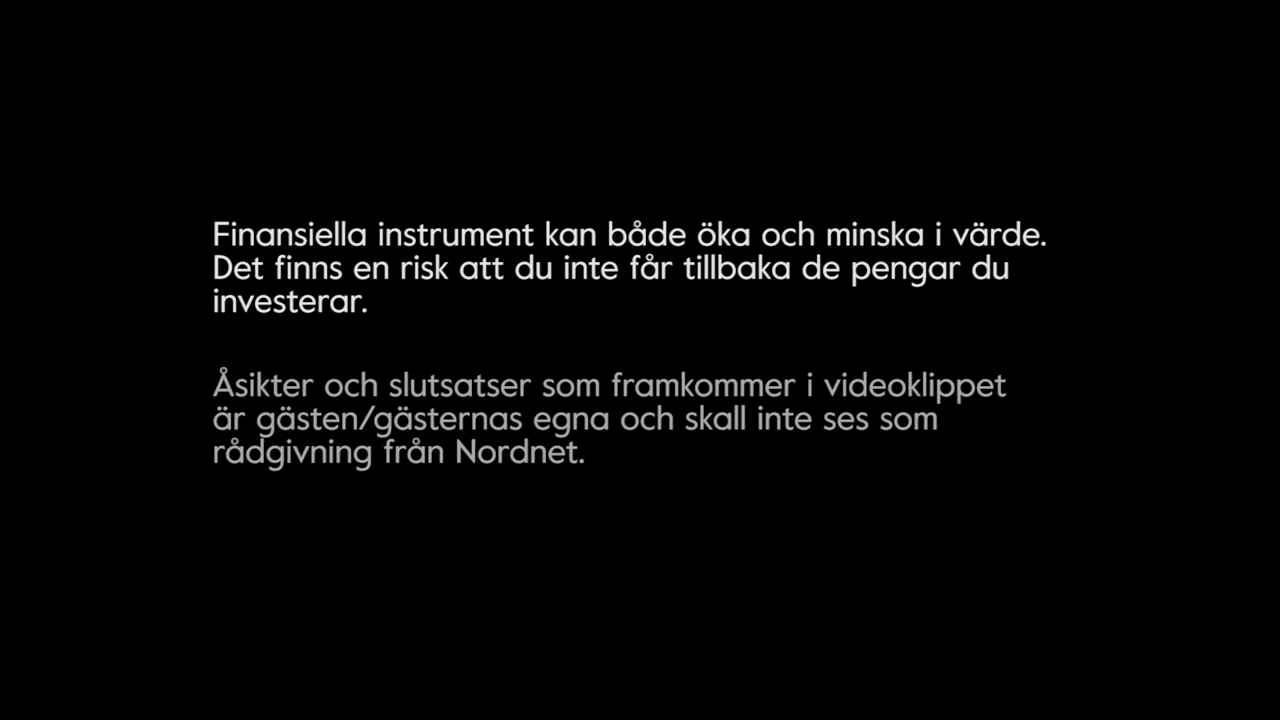 Finansiella instrument kan både öka och minska i värde.
Det finns en risk att du inte får tillbaka de pengar du
investerar.
Åsikter och slutsatser som framkommer i videoklippet
är gästen/gästernas egna och skall inte ses som
rådgivning från Nordnet.